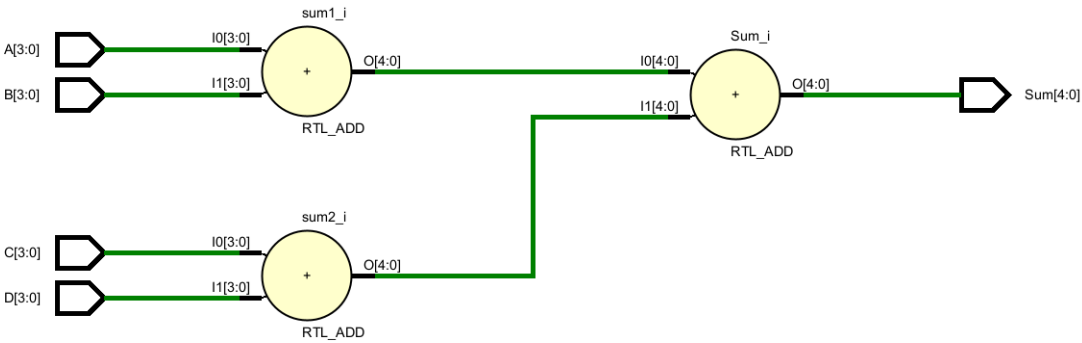 sum1_i
A[3:0]
I0[3:0]
B[3:0]
I1[3:0]
+
O[4:0]
RTL_ADD
Sum_i
I0[4:0]
I1[4:0]
+
O[4:0]
RTL_ADD
Sum[4:0]
sum2_i
C[3:0]
I0[3:0]
D[3:0]
I1[3:0]
+
O[4:0]
RTL_ADD